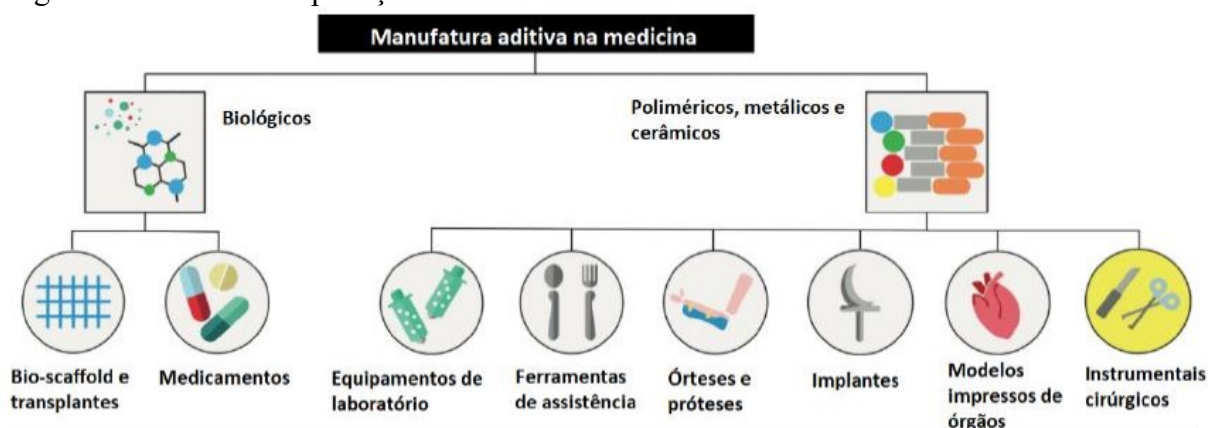 Manufatura aditiva na medicina
Biológicos
Poliméricos, metálicos e
cerâmicos
Bio-scaffold e
transplantes
Medicamentos
Equipamentos de
laboratório
Ferramentas
de assistência
Órteses e
próteses
Implantes
Modelos
impressos de
órgãos
Instrumentais
cirúrgicos